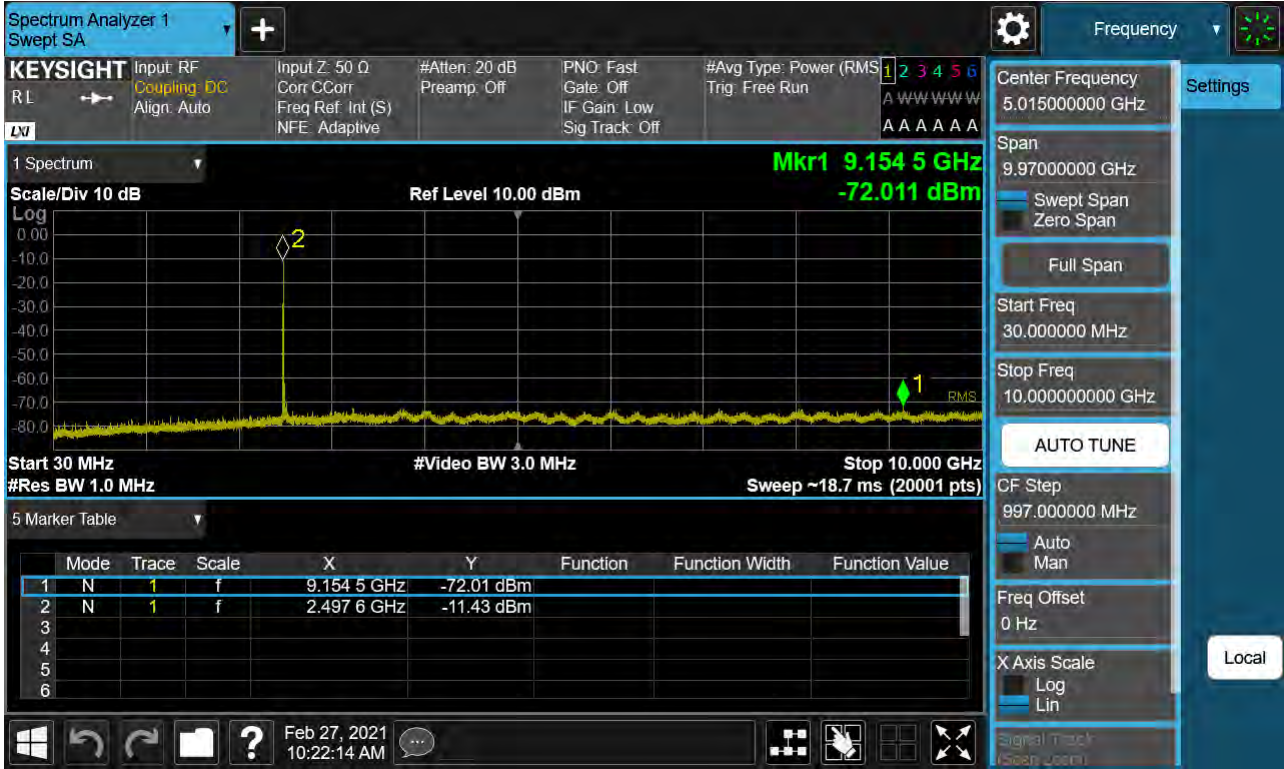 Spectrum Analyzer 1
Swept SA
Frequency
KEYSIGHT
RL
LXI
Input: RF
Coupling: DC
Align: Auto
Input Z: 50 Ω
Corr CCorr
Freq Ref: Int (S)
NFE: Adaptive
#Atten: 20 dB
Preamp: Off
PNO: Fast
Gate: Off
IF Gain: Low
Sig Track: Off
#Avg Type: Power (RMS
Trig: Free Run
1 2 3 4 5 6
A W W W W W
A A A A A A
1 Spectrum
Scale/Div 10 dB
Ref Level 10.00 dBm
Mkr1 9.154 5 GHz
-72.011 dBm
Log
0.00
-10.0
-20.0
-30.0
-40.0
-50.0
-60.0
-70.0
-80.0
2
1
RMS
Start 30 MHz
#Video BW 3.0 MHz
Stop 10.000 GHz
#Res BW 1.0 MHz
Sweep ~18.7 ms (20001 pts)
5 Marker Table
Mode Trace Scale X Y Function Function Width Function Value
1 N 1 f 9.154 5 GHz -72.01 dBm
2 N 1 f 2.497 6 GHz -11.43 dBm
3
4
5
6
Feb 27, 2021
10:22:14 AM
Center Frequency
5.015000000 GHz
Span
9.97000000 GHz
Swept Span
Zero Span
Full Span
Start Freq
30.000000 MHz
Stop Freq
10.000000000 GHz
AUTO TUNE
CF Step
997.000000 MHz
Auto
Man
Freq Offset
0 Hz
X Axis Scale
Log
Lin
Signal Track
(Span Zoom)
Settings
Local